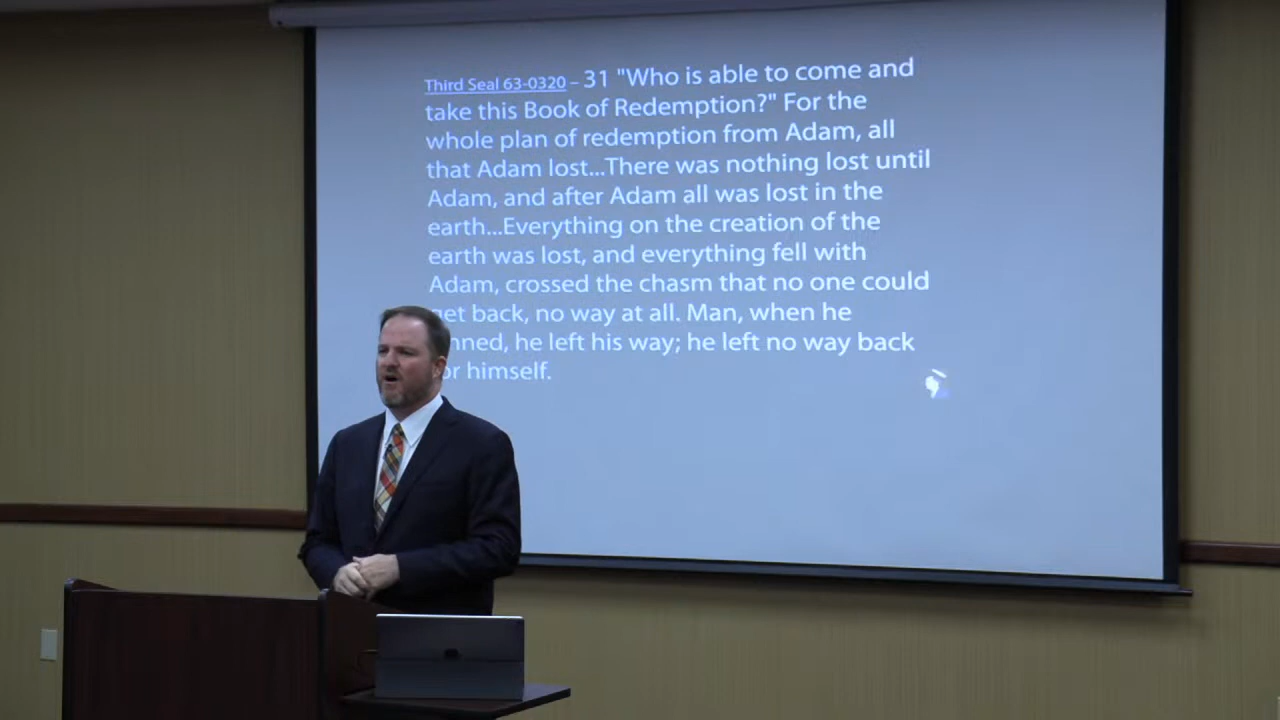 Third Seal 63-0320 – 31 "Who is able to come and
take this Book of Redemption?" For the
whole plan of redemption from Adam, all
that Adam lost...There was nothing lost until
Adam, and after Adam all was lost in the
earth...Everything on the creation of the
earth was lost, and everything fell with
Adam, crossed the chasm that no one could
back, no way at all. Man, when he
he left his way; he left no way back
himself.